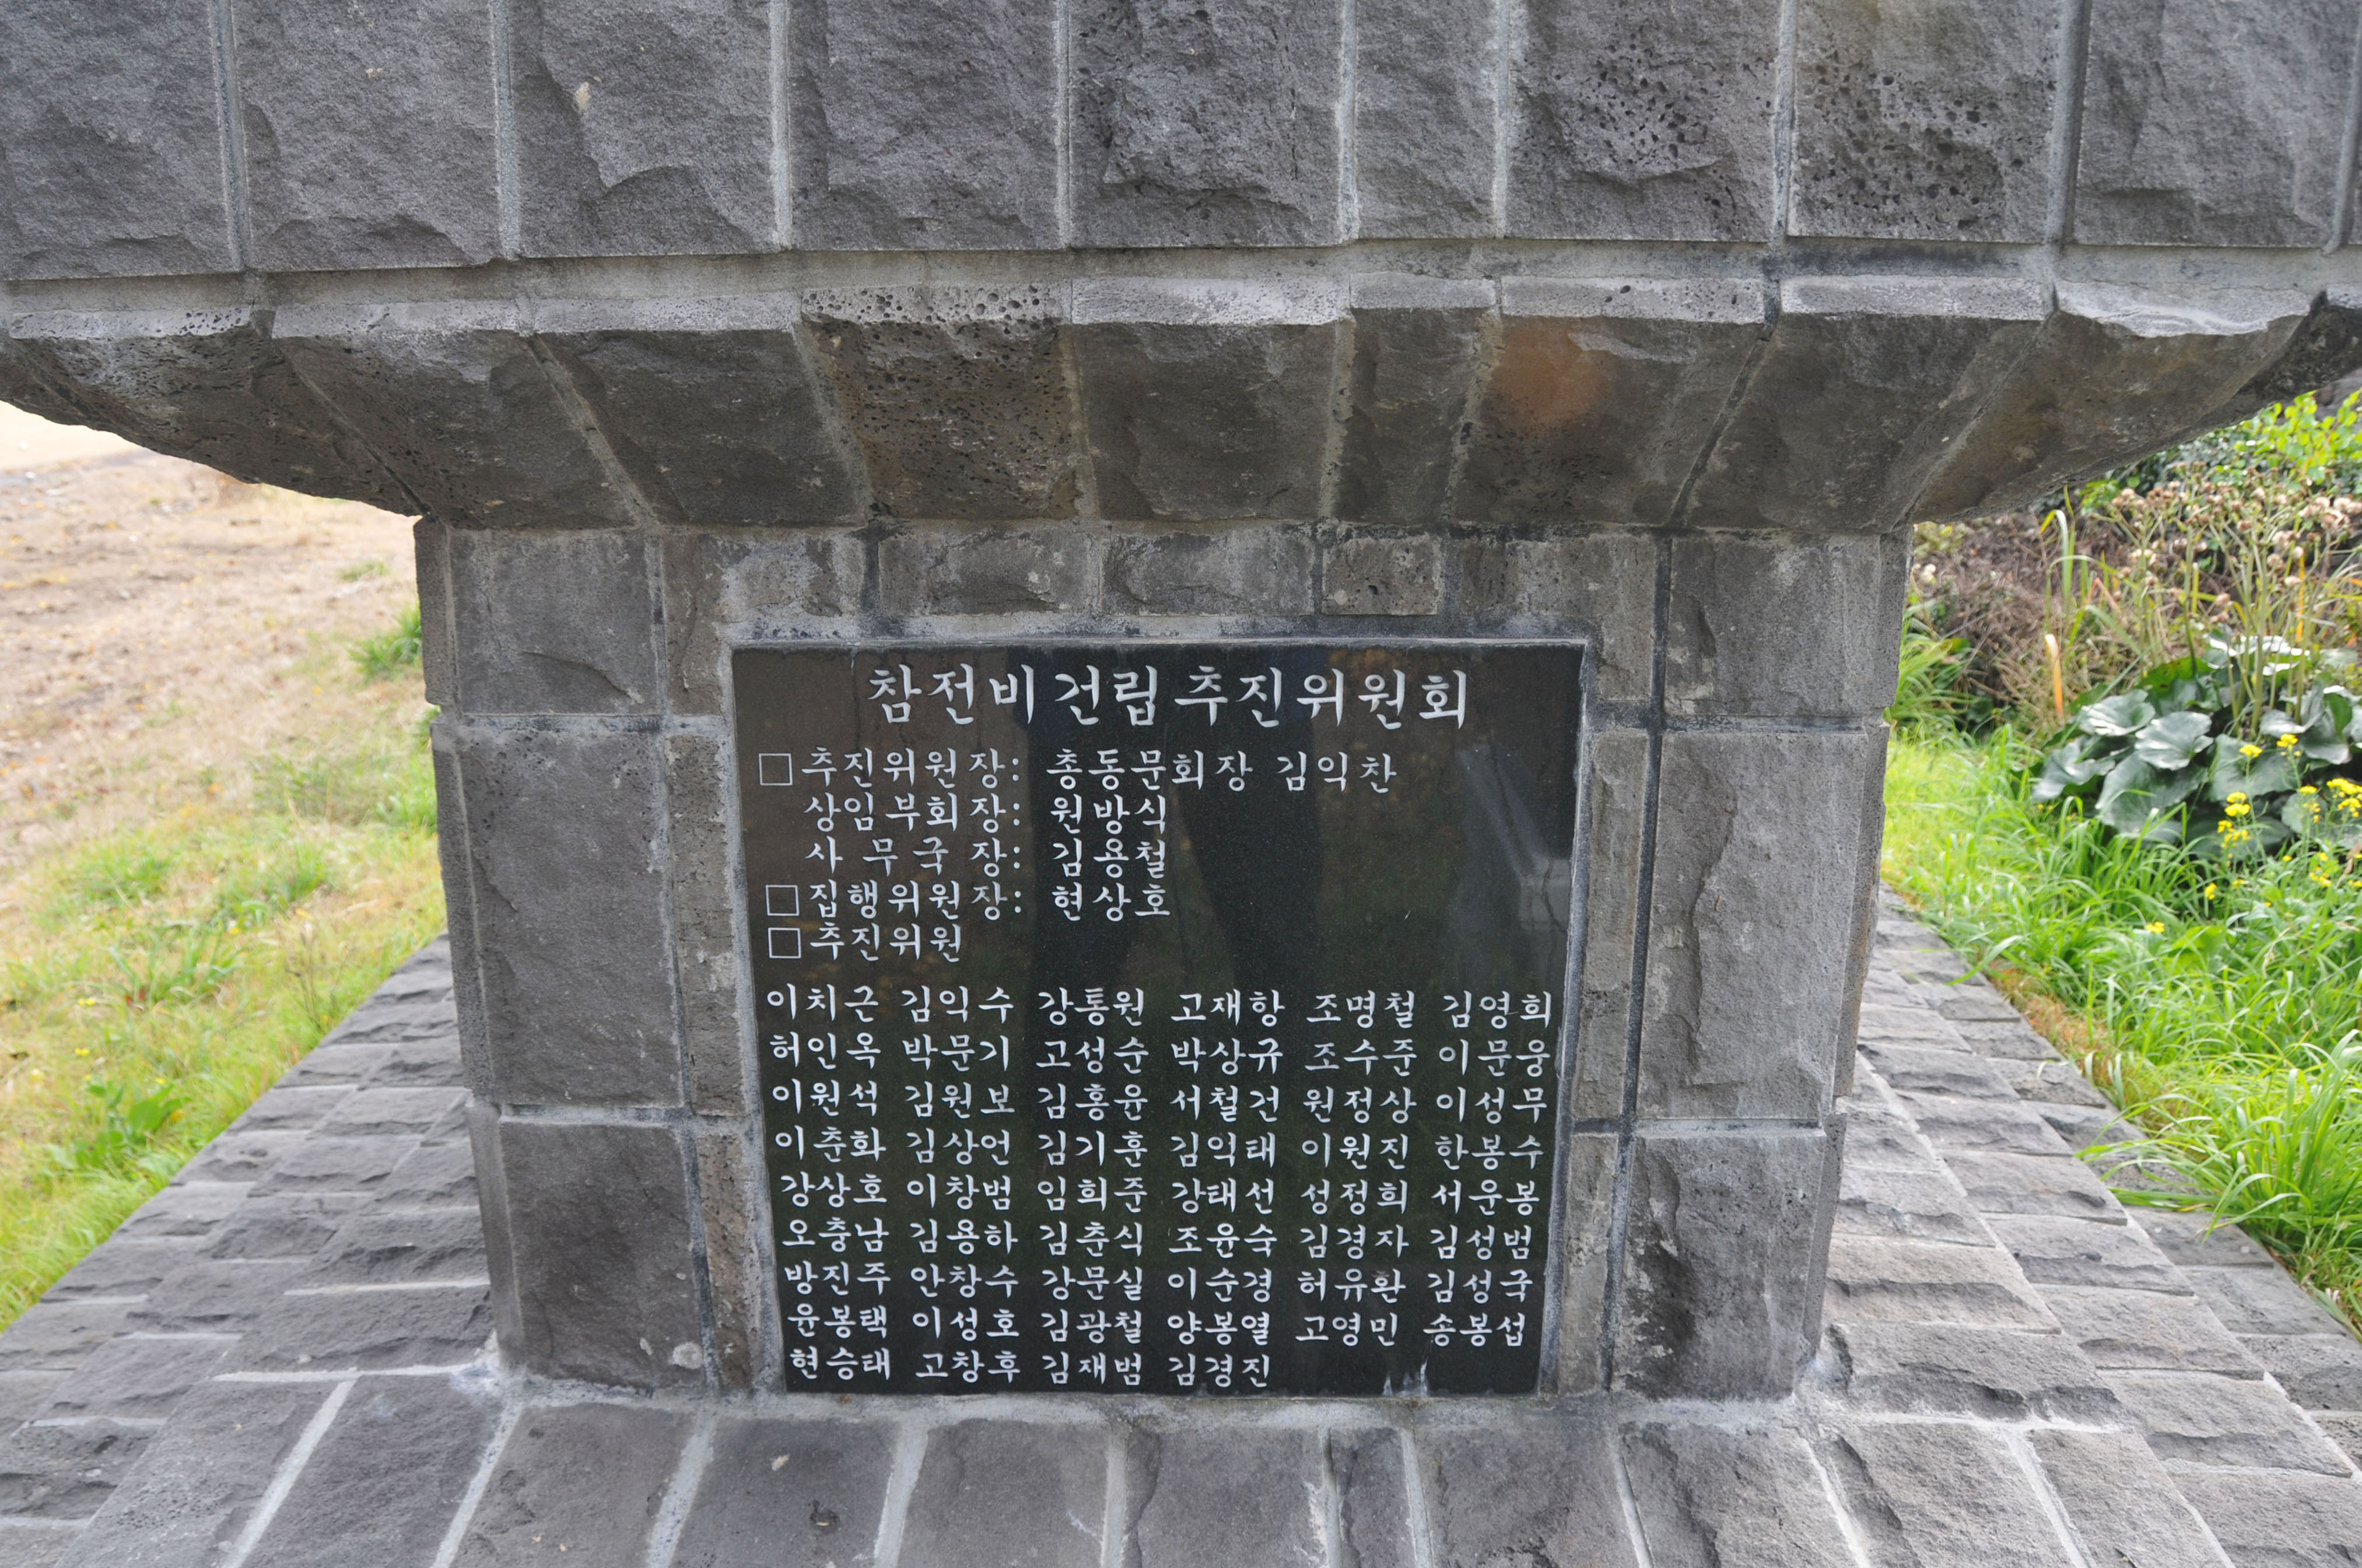 참전비건립추진위원회
□추진위원장: 총동문회장 김익찬
상임부회장: 원방식
사무국장: 김용철
□집행위원장: 현상호
□추진위원
이치근 김익수 강통원 고재항 조명철 김영희
허인옥 박문기 고성순 박상규 조수준 이문웅
이원석 김원보 김홍윤 서철건 원정상 이성무
이춘화 김상언 김기훈 김익태 이원진 한봉수
강상호 이창범 임희준 강태선 성정희 서운봉
오충남 김용하 김춘식 조윤숙 김경자 김성범
방진주 안창수 강문실 이순경 허유환 김성국
윤봉택 이성호 김광철 양봉열 고영민 송봉섭
현승태 고창후 김재범 김경진